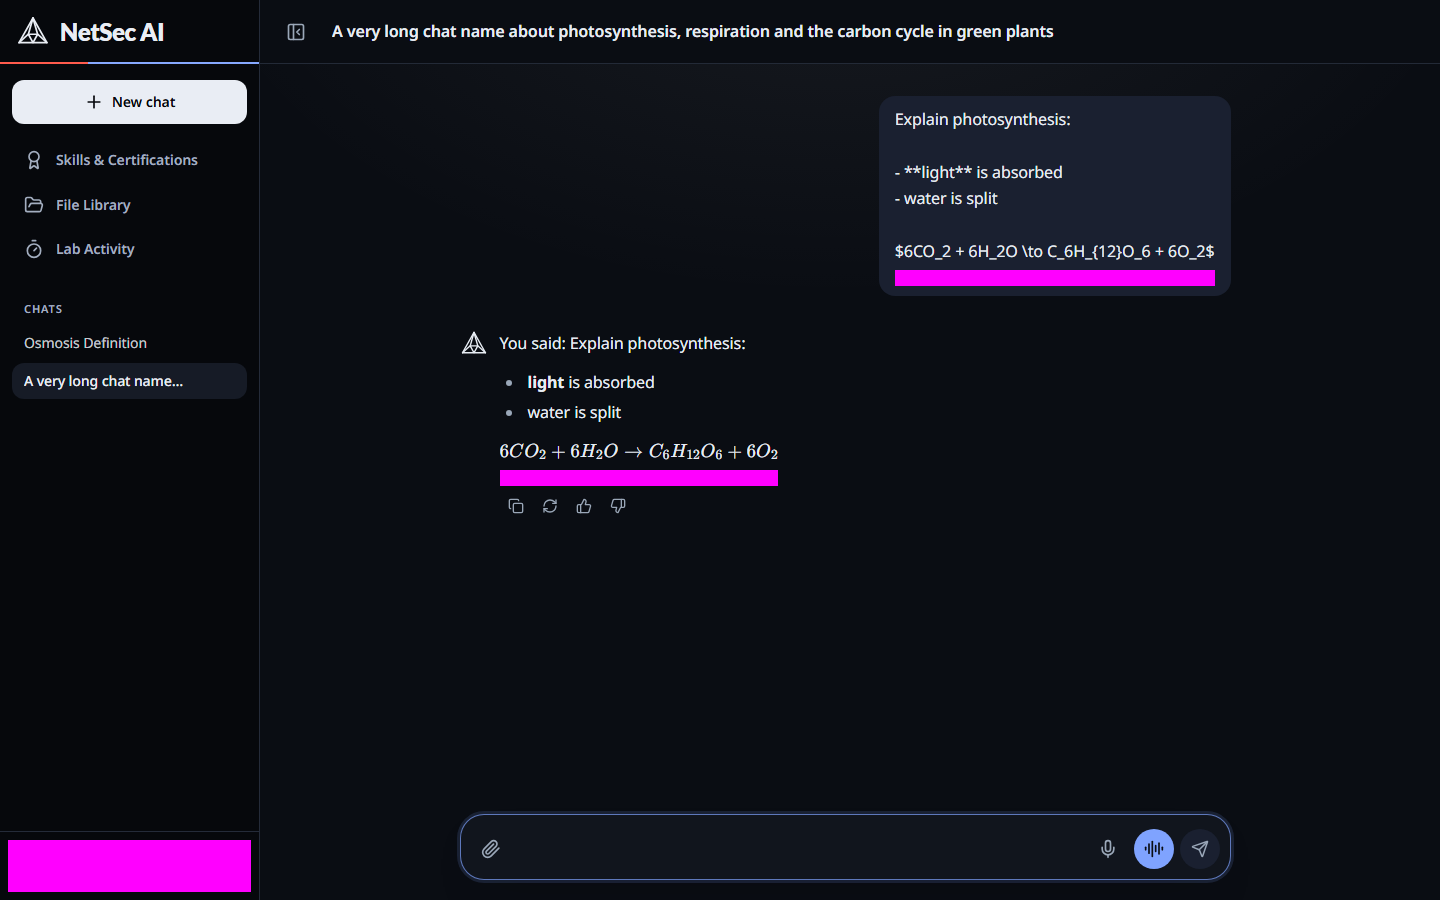 NetSec AI
A very long chat name about photosynthesis, respiration and the carbon cycle in green plants
New chat
Skills & Certifications
File Library
Lab Activity
CHATS
Osmosis Definition
A very long chat name...
Explain photosynthesis:
- **light** is absorbed
- water is split
$6CO_2 + 6H_2O \to C_6H_{12}O_6 + 6O_2$
You said: Explain photosynthesis:
• light is absorbed
• water is split
6CO₂ + 6H₂O → C₆H₁₂O₆ + 6O₂